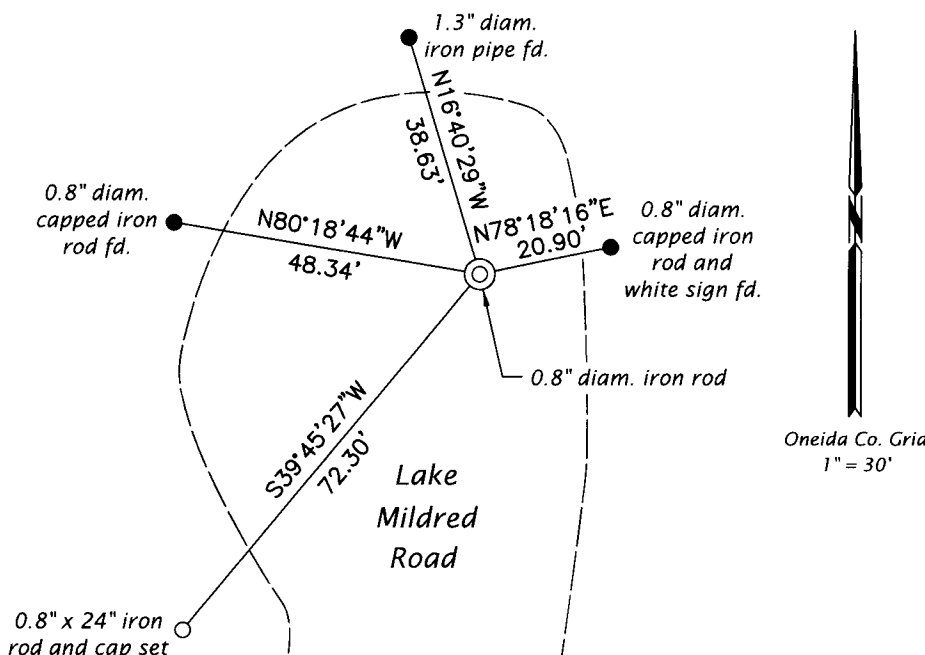 1.3" diam.
iron pipe fd.
N16°40'29"W
38.63'
0.8" diam.
capped iron
rod fd.
N80°18'44"W
48.34'
N78°18'16"E
20.90'
0.8" diam.
capped iron
rod and
white sign fd.
0.8" diam. iron rod
S39°45'27"W
72.30'
Lake
Mildred
Road
0.8" x 24" iron
rod and cap set
N
Oneida Co. Grid
1" = 30'